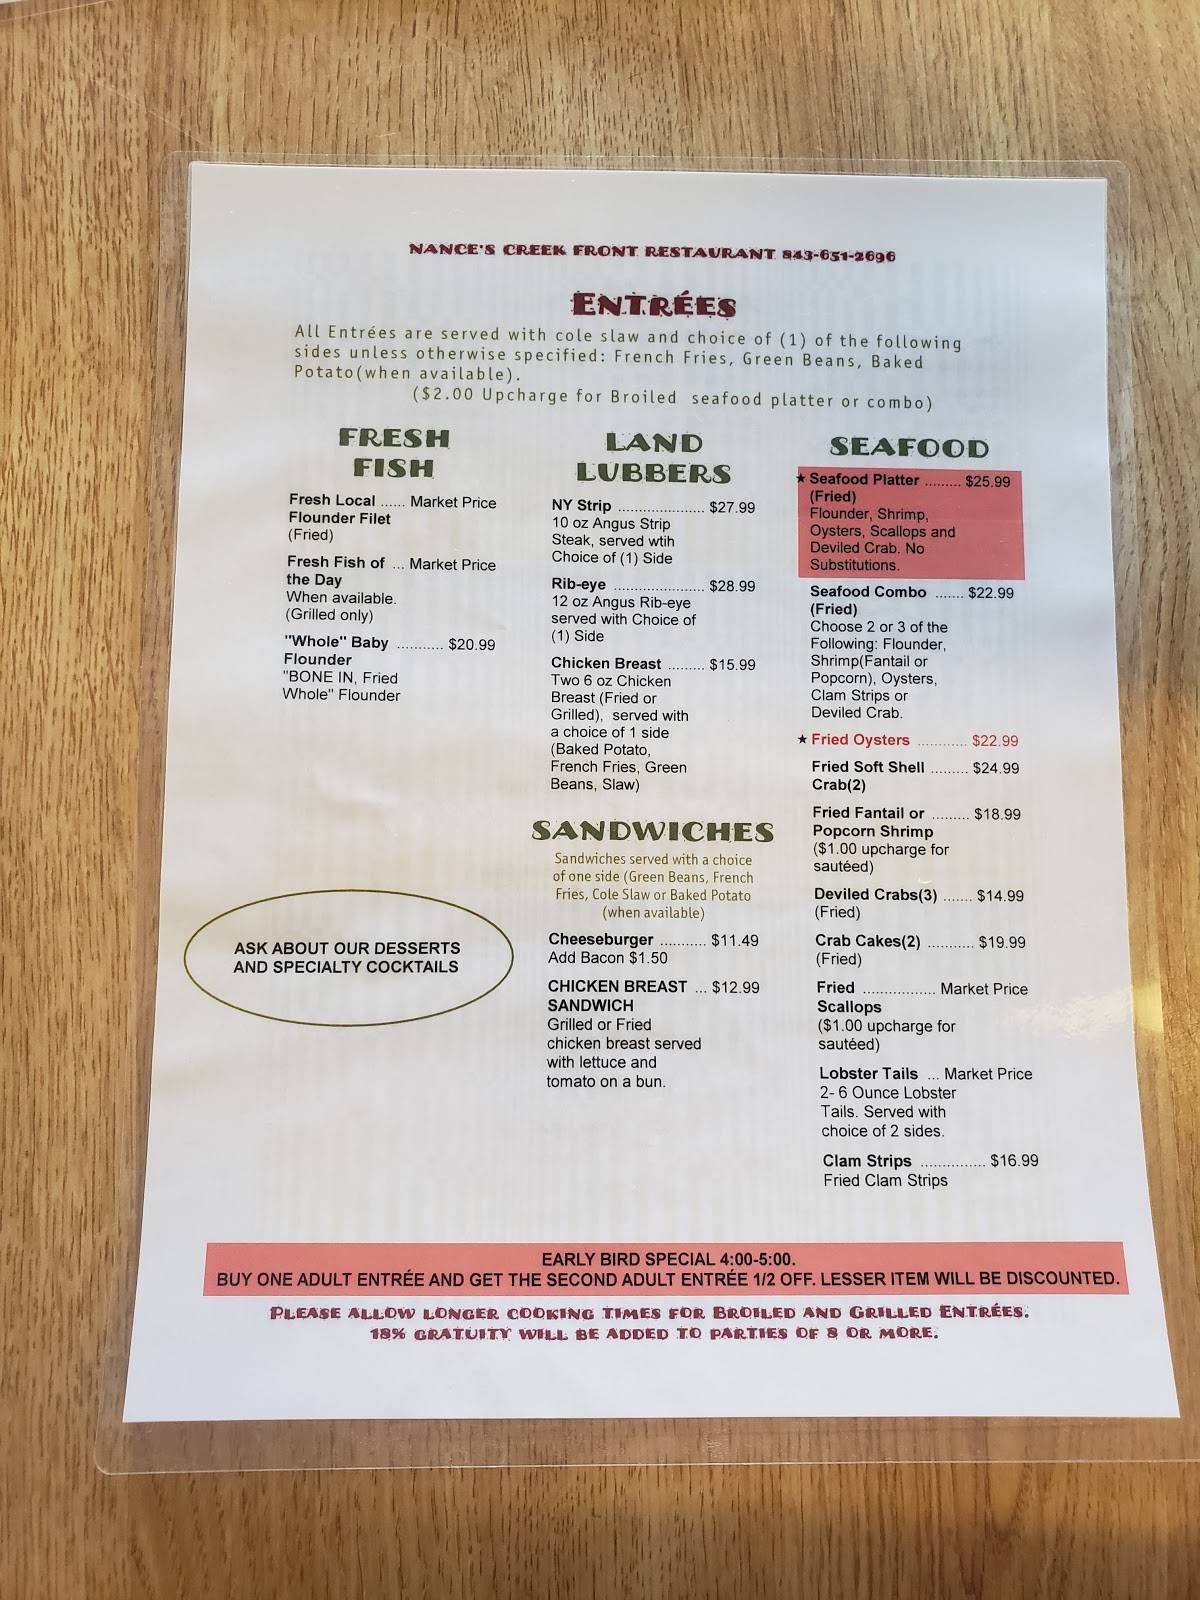 NANCE'S CREEK FRONT RESTAURANT 843-651-2696
ENTRÉES
All Entrées are served with cole slaw and choice of (1) of the following
sides unless otherwise specified: French Fries, Green Beans, Baked
Potato(when available).
($2.00 Upcharge for Broiled seafood platter or combo)
FRESH
FISH
Fresh Local ...... Market Price
Flounder Filet
(Fried)
Fresh Fish of ... Market Price
the Day
When available.
(Grilled only)
"Whole" Baby ........... $20.99
Flounder
"BONE IN, Fried
Whole" Flounder
ASK ABOUT OUR DESSERTS
AND SPECIALTY COCKTAILS
LAND
LUBBERS
NY Strip ..................... $27.99
10 oz Angus Strip
Steak, served wtih
Choice of (1) Side
Rib-eye ...................... $28.99
12 oz Angus Rib-eye
served with Choice of
(1) Side
Chicken Breast ......... $15.99
Two 6 oz Chicken
Breast (Fried or
Grilled), served with
a choice of 1 side
(Baked Potato,
French Fries, Green
Beans, Slaw)
SANDWICHES
Sandwiches served with a choice
of one side (Green Beans, French
Fries, Cole Slaw or Baked Potato
(when available)
Cheeseburger ........... $11.49
Add Bacon $1.50
CHICKEN BREAST ... $12.99
SANDWICH
Grilled or Fried
chicken breast served
with lettuce and
tomato on a bun.
SEAFOOD
★ Seafood Platter ......... $25.99
(Fried)
Flounder, Shrimp,
Oysters, Scallops and
Deviled Crab. No
Substitutions.
Seafood Combo ....... $22.99
(Fried)
Choose 2 or 3 of the
Following: Flounder,
Shrimp(Fantail or
Popcorn), Oysters,
Clam Strips or
Deviled Crab.
★ Fried Oysters ............ $22.99
Fried Soft Shell ......... $24.99
Crab(2)
Fried Fantail or ......... $18.99
Popcorn Shrimp
($1.00 upcharge for
sautéed)
Deviled Crabs(3) ....... $14.99
(Fried)
Crab Cakes(2) ........... $19.99
(Fried)
Fried ................. Market Price
Scallops
($1.00 upcharge for
sautéed)
Lobster Tails ... Market Price
2- 6 Ounce Lobster
Tails. Served with
choice of 2 sides.
Clam Strips ................ $16.99
Fried Clam Strips
EARLY BIRD SPECIAL 4:00-5:00.
BUY ONE ADULT ENTRÉE AND GET THE SECOND ADULT ENTRÉE 1/2 OFF. LESSER ITEM WILL BE DISCOUNTED.
PLEASE ALLOW LONGER COOKING TIMES FOR BROILED AND GRILLED ENTRÉES.
18% GRATUITY WILL BE ADDED TO PARTIES OF 8 OR MORE.